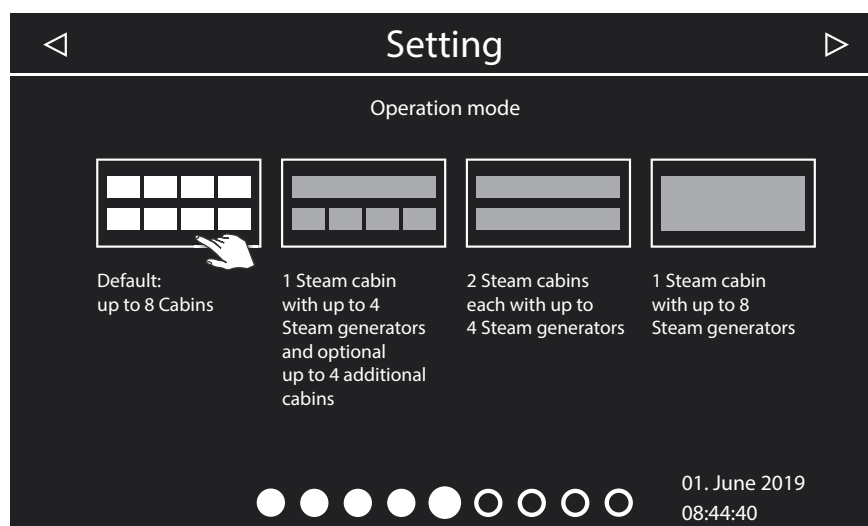 Setting
Operation mode
Default:
up to 8 Cabins
1 Steam cabin
with up to 4
Steam generators
and optional
up to 4 additional
cabins
2 Steam cabins
each with up to
4 Steam generators
1 Steam cabin
with up to 8
Steam generators
01. June 2019
08:44:40